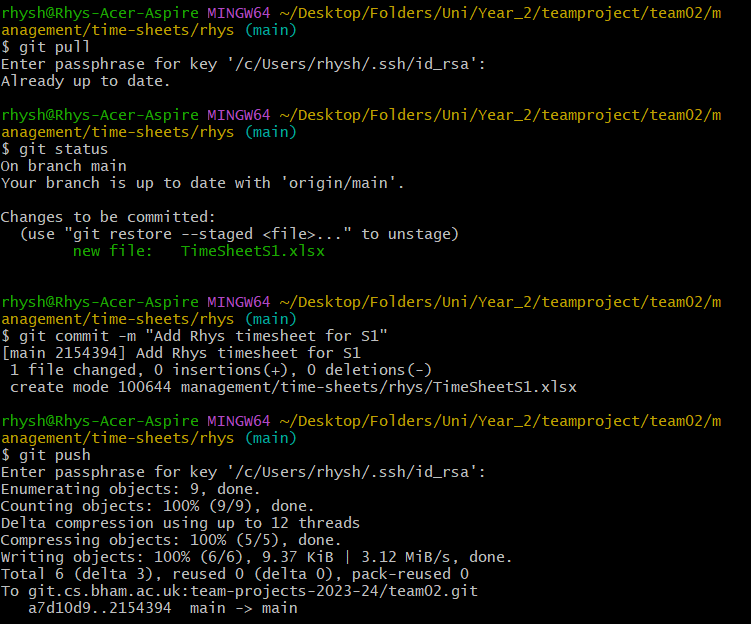 rhysh@Rhys-Acer-Aspire MINGW64 ~/Desktop/Folders/Uni/Year_2/teamproject/team02/m
anagement/time-sheets/rhys (main)
$ git pull
Enter passphrase for key '/c/Users/rhysh/.ssh/id_rsa':
Already up to date.

rhysh@Rhys-Acer-Aspire MINGW64 ~/Desktop/Folders/Uni/Year_2/teamproject/team02/m
anagement/time-sheets/rhys (main)
$ git status
On branch main
Your branch is up to date with 'origin/main'.

Changes to be committed:
  (use "git restore --staged <file>..." to unstage)
        new file:   TimeSheetS1.xlsx


rhysh@Rhys-Acer-Aspire MINGW64 ~/Desktop/Folders/Uni/Year_2/teamproject/team02/m
anagement/time-sheets/rhys (main)
$ git commit -m "Add Rhys timesheet for S1"
[main 2154394] Add Rhys timesheet for S1
 1 file changed, 0 insertions(+), 0 deletions(-)
 create mode 100644 management/time-sheets/rhys/TimeSheetS1.xlsx

rhysh@Rhys-Acer-Aspire MINGW64 ~/Desktop/Folders/Uni/Year_2/teamproject/team02/m
anagement/time-sheets/rhys (main)
$ git push
Enter passphrase for key '/c/Users/rhysh/.ssh/id_rsa':
Enumerating objects: 9, done.
Counting objects: 100% (9/9), done.
Delta compression using up to 12 threads
Compressing objects: 100% (5/5), done.
Writing objects: 100% (6/6), 9.37 KiB | 3.12 MiB/s, done.
Total 6 (delta 3), reused 0 (delta 0), pack-reused 0
To git.cs.bham.ac.uk:team-projects-2023-24/team02.git
   a7d10d9..2154394  main -> main